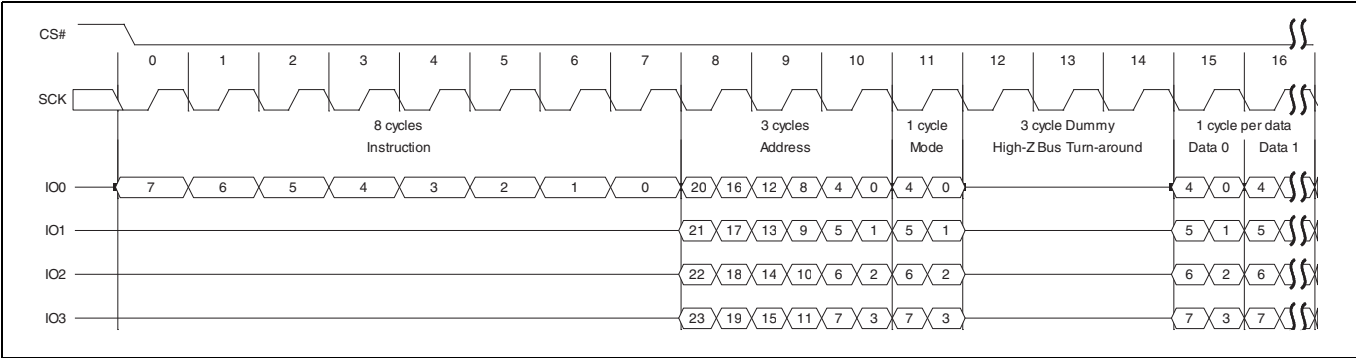 CS#
0 1 2 3 4 5 6 7 8 9 10 11 12 13 14 15 16
SCK
8 cycles 3 cycles 1 cycle 3 cycle Dummy 1 cycle per data
Instruction Address Mode High-Z Bus Turn-around Data 0 Data 1
IO0 7 6 5 4 3 2 1 0 20 16 12 8 4 0 4 0 4 0 4
IO1 21 17 13 9 5 1 5 1 5 1 5
IO2 22 18 14 10 6 2 6 2 6 2 6
IO3 23 19 15 11 7 3 7 3 7 3 7